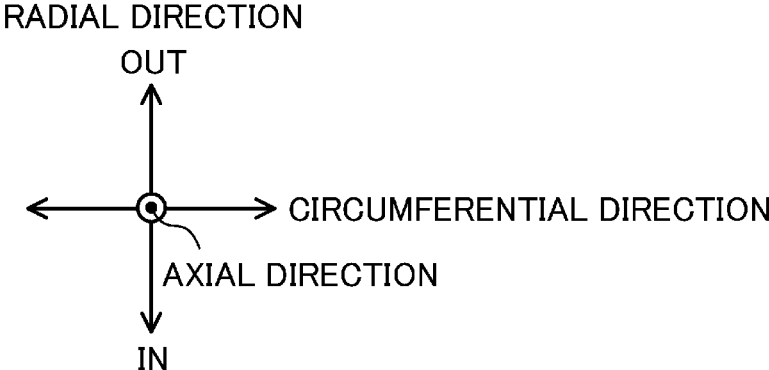 RADIAL DIRECTION
OUT
CIRCUMFERENTIAL DIRECTION
AXIAL DIRECTION
IN